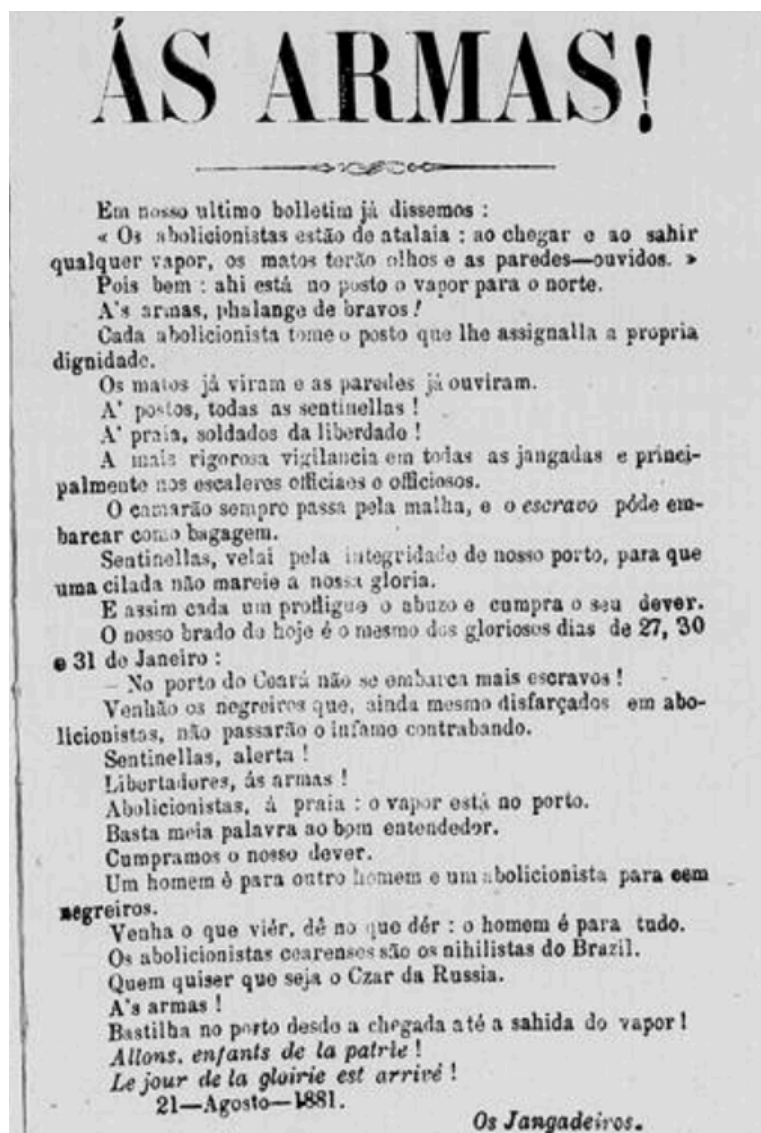 ÁS ARMAS!
Em nosso ultimo bolletim já dissemos :
« Os abolicionistas estão de atalaia : ao chegar e ao sahir
qualquer vapor, os matos terão olhos e as paredes—ouvidos. »
Pois bem : ahi está no posto o vapor para o norte.
A's armas, phalange de bravos !
Cada abolicionista tome o posto que lhe assignalla a propria
dignidade.
Os matos já viram e as paredes já ouviram.
A' postos, todas as sentinellas !
A' praia, soldados da liberdade !
A mais rigorosa vigilancia em todas as jangadas e princi-
palmente nos escaleres officiaes e officiosos.
O camarão sempre passa pela malha, e o escravo póde em-
barcar como bagagem.
Sentinellas, velai pela integridade de nosso porto, para que
uma cilada não mareie a nossa gloria.
E assim cada um profligue o abuzo e cumpra o seu dever.
O nosso brado de hoje é o mesmo dos gloriosos dias de 27, 30
e 31 de Janeiro :
— No porto do Ceará não se embarca mais escravos !
Venhão os negreiros que, ainda mesmo disfarçados em abo-
licionistas, não passarão o infame contrabando.
Sentinellas, alerta !
Libertadores, ás armas !
Abolicionistas, á praia : o vapor está no porto.
Basta meia palavra ao bom entendedor.
Cumpramos o nosso dever.
Um homem é para outro homem e um abolicionista para cem
negreiros.
Venha o que viér, dê no que dér : o homem é para tudo.
Os abolicionistas cearenses são os nihilistas do Brazil.
Quem quiser que seja o Czar da Russia.
A's armas !
Bastilha no porto desde a chegada até a sahida do vapor !
Allons, enfants de la patrie !
Le jour de la gloirie est arrivé !
21—Agosto—1881.
Os Jangadeiros.